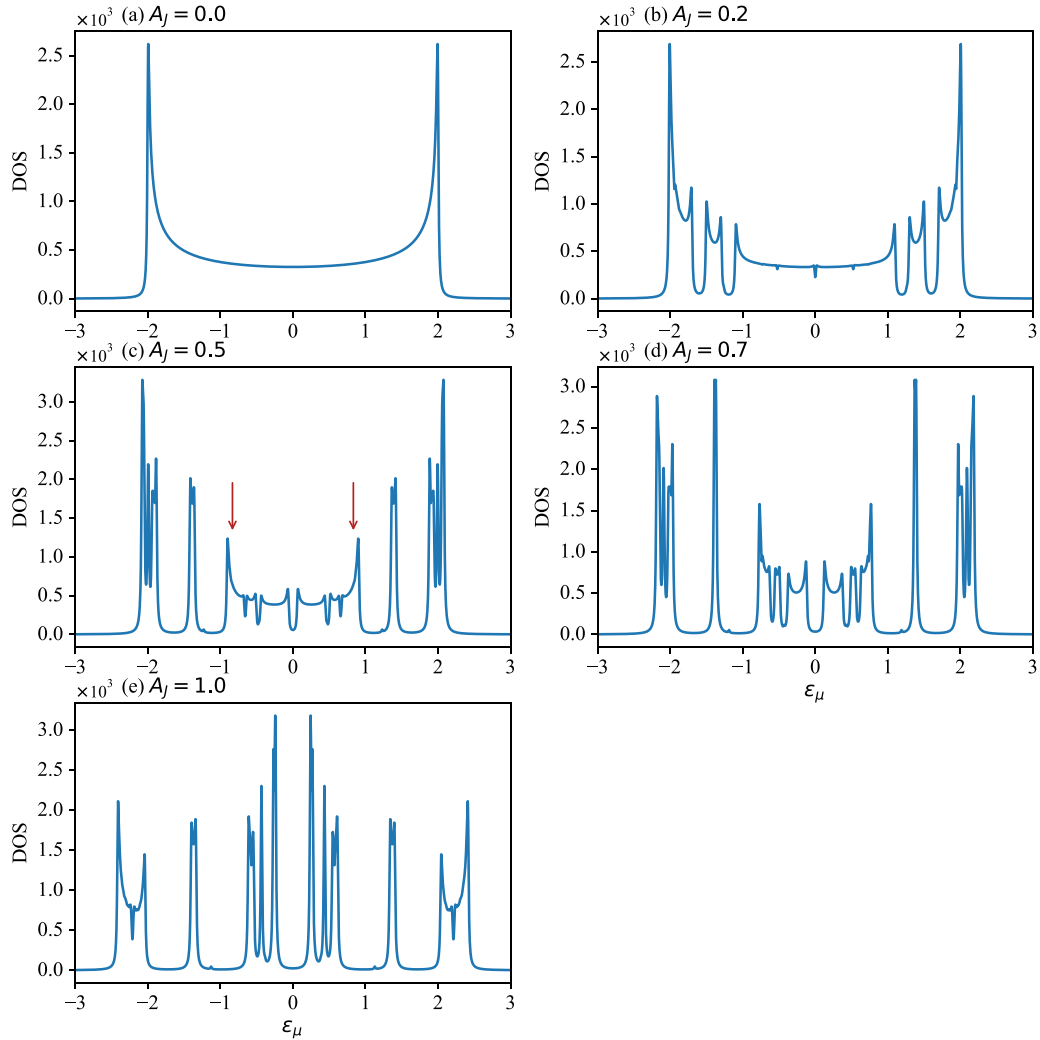 ×10³ (a) A_J = 0.0
DOS
2.5
2.0
1.5
1.0
0.5
0.0
−3 −2 −1 0 1 2 3
×10³ (b) A_J = 0.2
DOS
2.5
2.0
1.5
1.0
0.5
0.0
−3 −2 −1 0 1 2 3
×10³ (c) A_J = 0.5
DOS
3.0
2.5
2.0
1.5
1.0
0.5
0.0
−3 −2 −1 0 1 2 3
×10³ (d) A_J = 0.7
DOS
3.0
2.5
2.0
1.5
1.0
0.5
0.0
−3 −2 −1 0 1 2 3
ε_μ
×10³ (e) A_J = 1.0
DOS
3.0
2.5
2.0
1.5
1.0
0.5
0.0
−3 −2 −1 0 1 2 3
ε_μ